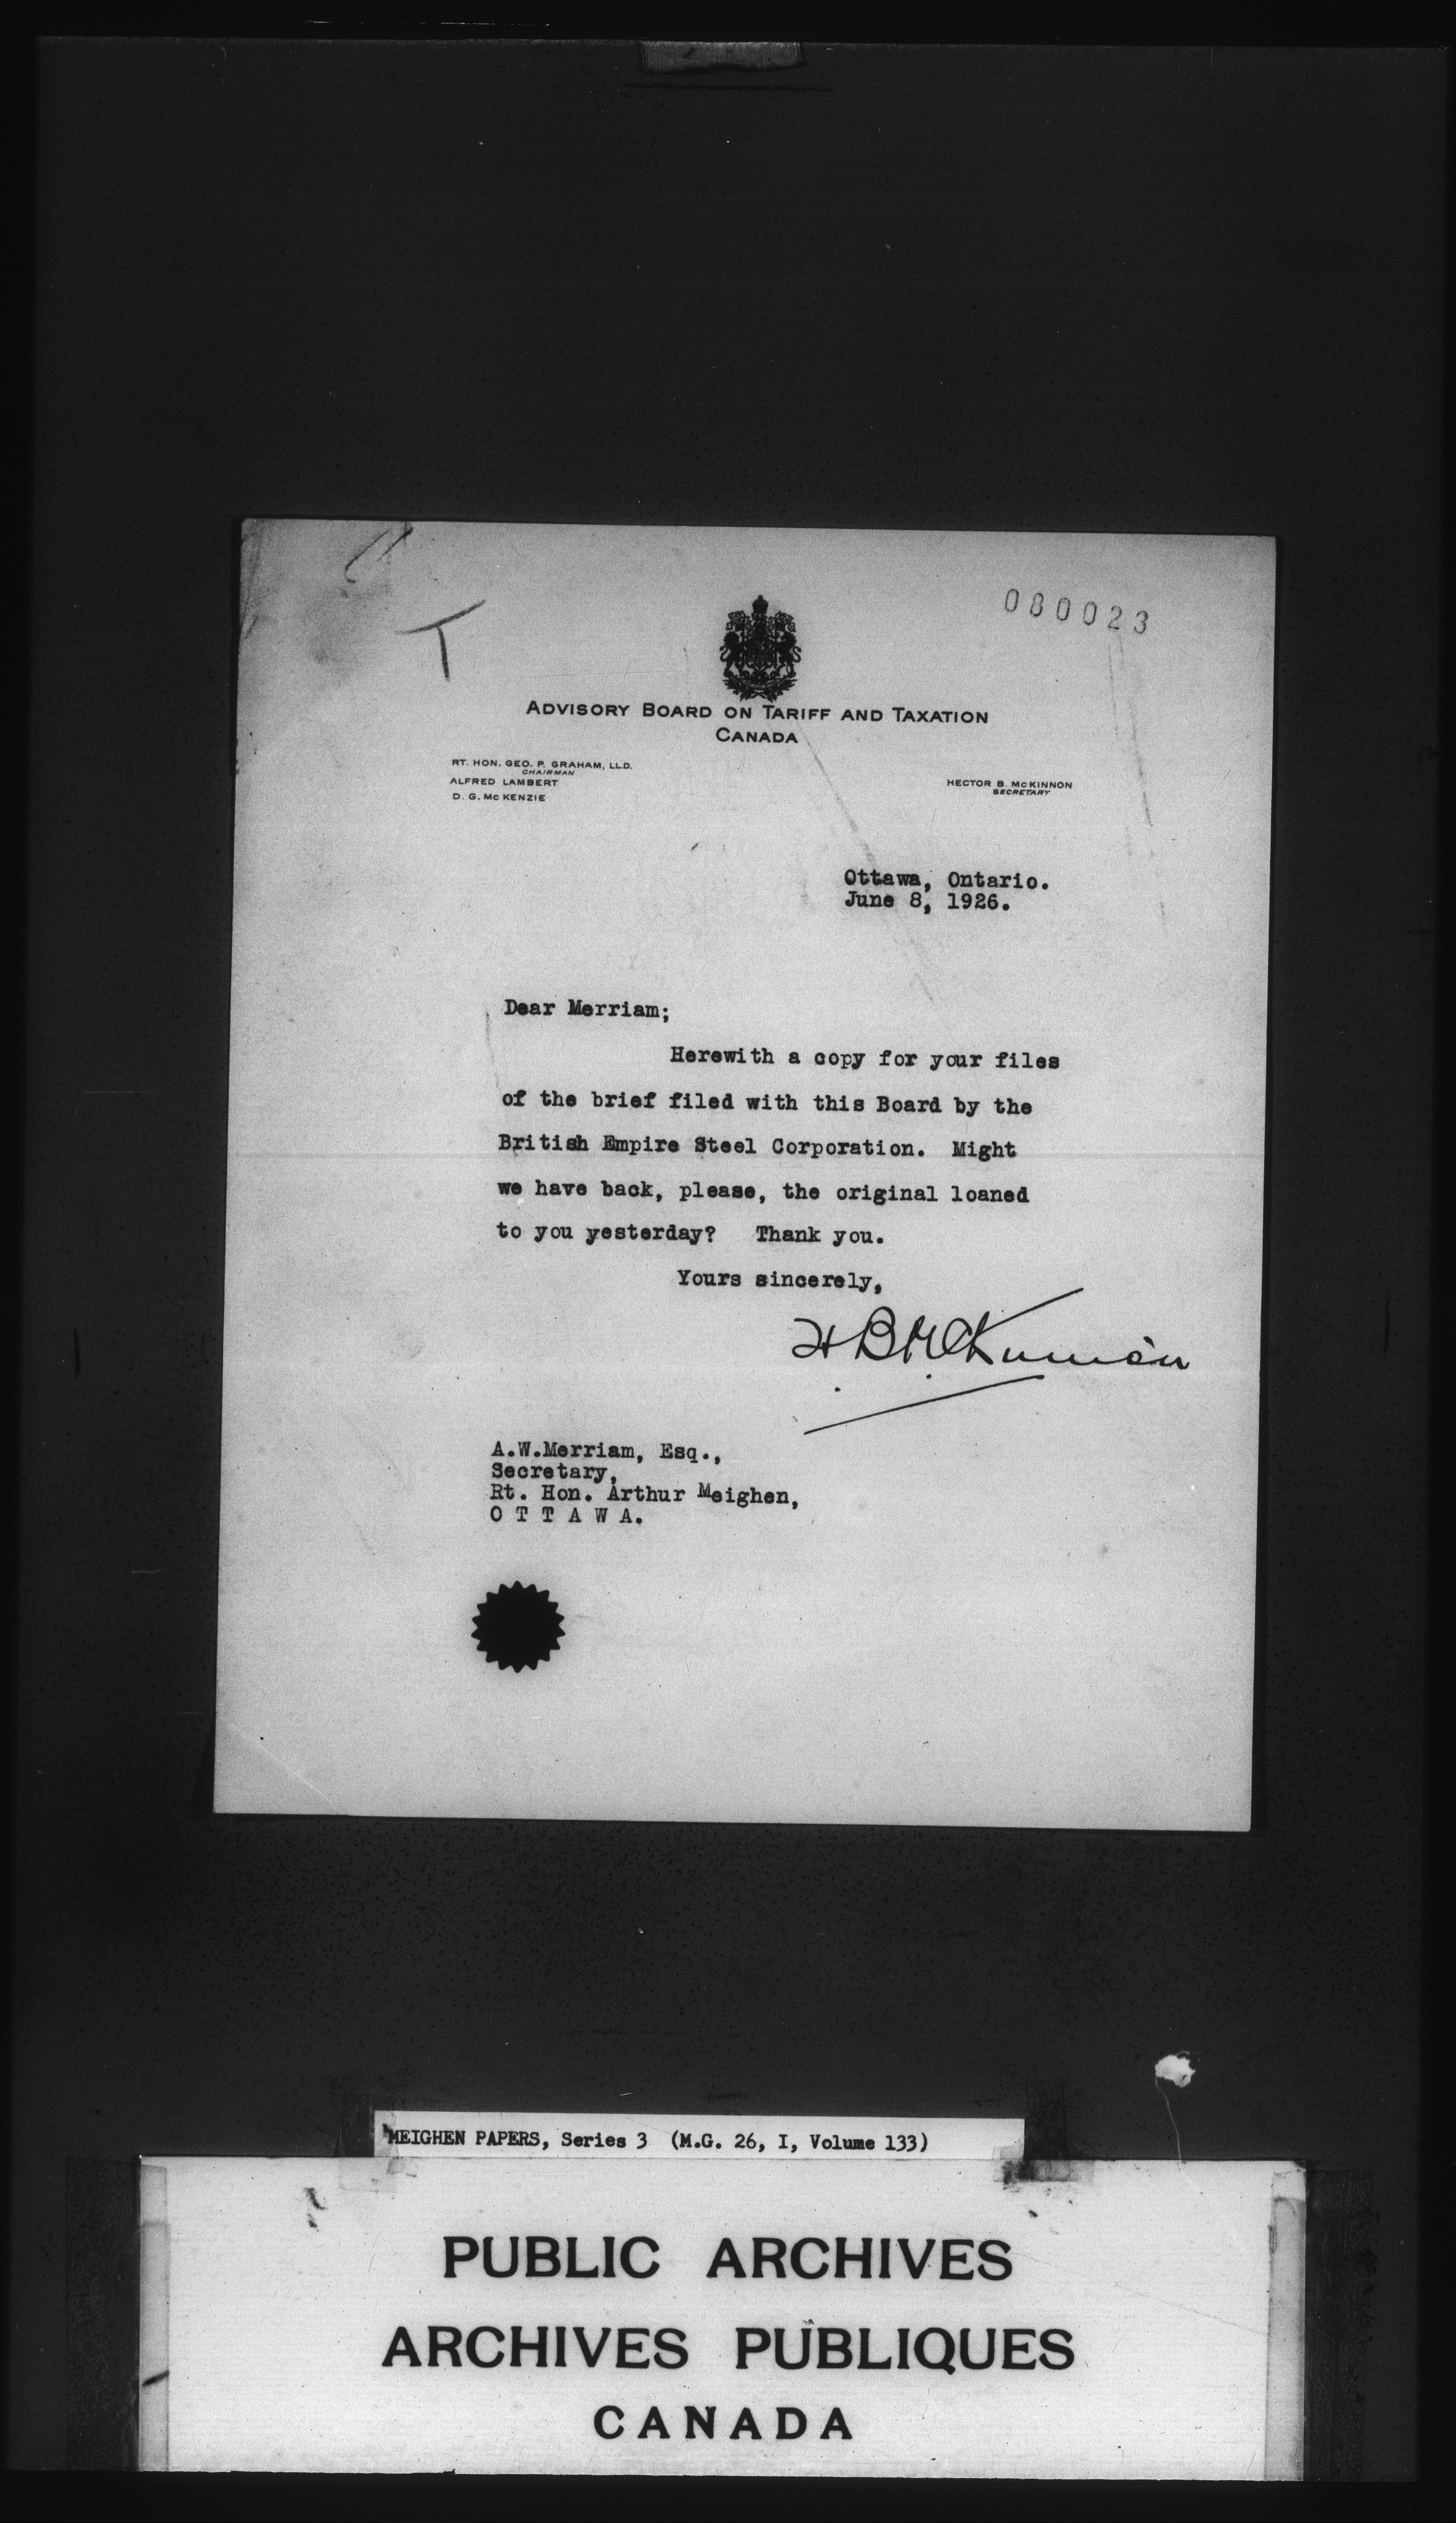 T
080023
ADVISORY BOARD ON TARIFF AND TAXATION
CANADA
RT. HON. GEO. P. GRAHAM, LL.D.
CHAIRMAN
ALFRED LAMBERT
D. G. McKENZIE
HECTOR B. McKINNON
SECRETARY
Ottawa, Ontario.
June 8, 1926.
Dear Merriam;
Herewith a copy for your files
of the brief filed with this Board by the
British Empire Steel Corporation. Might
we have back, please, the original loaned
to you yesterday? Thank you.
Yours sincerely,
H B McKinnon
A.W.Merriam, Esq.,
Secretary,
Rt. Hon. Arthur Meighen,
O T T A W A.
MEIGHEN PAPERS, Series 3 (M.G. 26, I, Volume 133)
PUBLIC ARCHIVES
ARCHIVES PUBLIQUES
CANADA